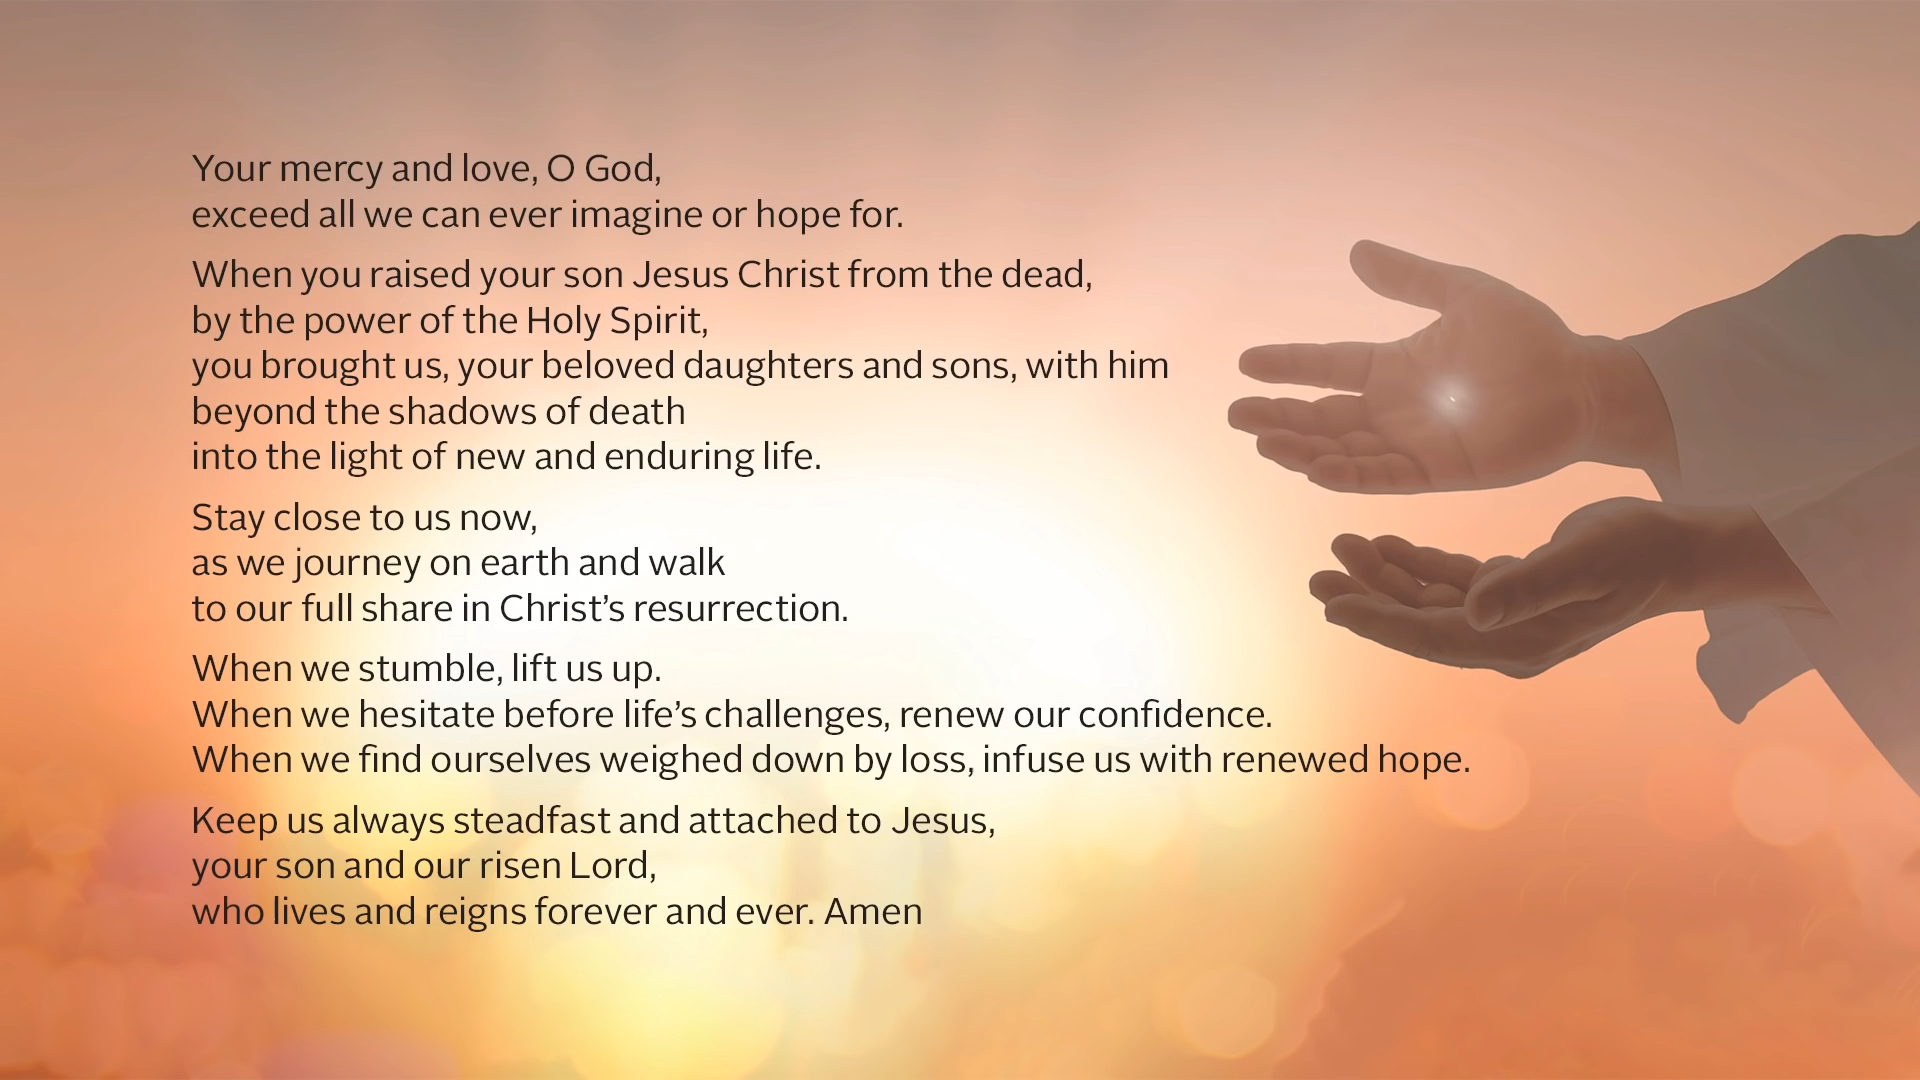 Your mercy and love, O God,
exceed all we can ever imagine or hope for.
When you raised your son Jesus Christ from the dead,
by the power of the Holy Spirit,
you brought us, your beloved daughters and sons, with him
beyond the shadows of death
into the light of new and enduring life.
Stay close to us now,
as we journey on earth and walk
to our full share in Christ’s resurrection.
When we stumble, lift us up.
When we hesitate before life’s challenges, renew our confidence.
When we find ourselves weighed down by loss, infuse us with renewed hope.
Keep us always steadfast and attached to Jesus,
your son and our risen Lord,
who lives and reigns forever and ever. Amen